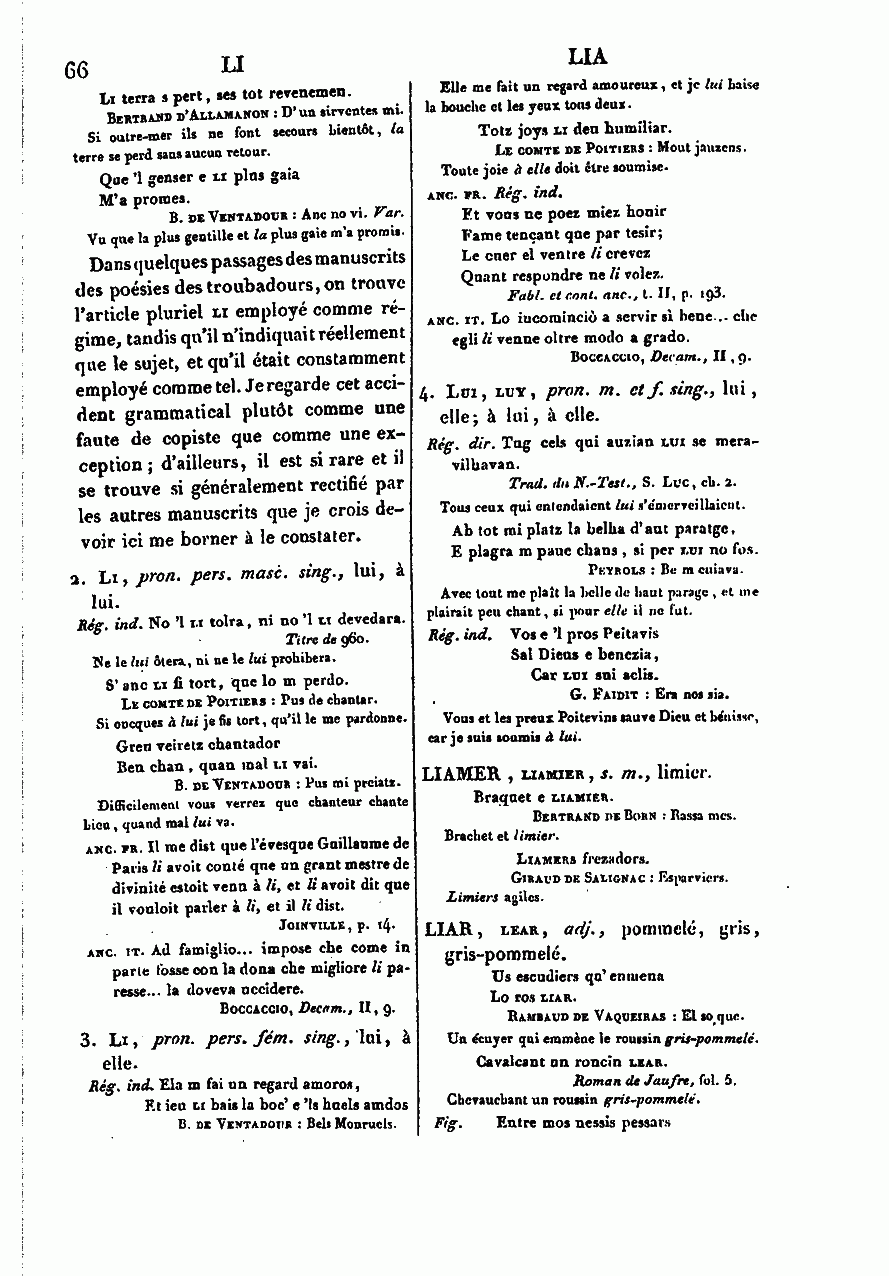 66
LI
LIA
Li terra s pert, ses tot revenemen.
Bertrand d'Allamanon : D'un sirventes mi.
Si outre-mer ils ne font secours bientôt, la
terre se perd sans aucun retour.
Que 'l genser e li plus gaia
M'a promes.
B. de Ventadour : Anc no vi. Var.
Vu que la plus gentille et la plus gaie m'a promis.
Dans quelques passages des manuscrits
des poésies des troubadours, on trouve
l'article pluriel li employé comme ré-
gime, tandis qu'il n'indiquait réellement
que le sujet, et qu'il était constamment
employé comme tel. Je regarde cet acci-
dent grammatical plutôt comme une
faute de copiste que comme une ex-
ception ; d'ailleurs, il est si rare et il
se trouve si généralement rectifié par
les autres manuscrits que je crois de-
voir ici me borner à le constater.
2. Li, pron. pers. masc. sing., lui, à
lui.
Rég. ind. No 'l li tolra, ni no 'l li devedara.
Titre de 960.
Ne le lui ôtera, ni ne le lui prohibera.
S' anc li fi tort, que lo m perdo.
Le comte de Poitiers : Pus de chantar.
Si oncques à lui je fis tort, qu'il le me pardonne.
Greu veiretz chantador
Ben chan, quan mal li vai.
B. de Ventadour : Pus mi preiatz.
Difficilement vous verrez que chanteur chante
bien, quand mal lui va.
anc. fr. Il me dist que l'évesque Guillaume de
Paris li avoit conté que un grant mestre de
divinité estoit venu à li, et li avoit dit que
il vouloit parler à li, et il li dist.
Joinville, p. 14.
anc. it. Ad famiglio... impose che come in
parte fosse con la dona che migliore li pa-
resse... la doveva uccidere.
Boccaccio, Decam., II, 9.
3. Li, pron. pers. fém. sing., lui, à
elle.
Rég. ind. Ela m fai un regard amoros,
Et ieu li bais la boc' e 'ls huels amdos
B. de Ventadour : Bels Monruels.
Elle me fait un regard amoureux, et je lui baise
la bouche et les yeux tous deux.
Totz joys li deu humiliar.
Le comte de Poitiers : Mout jauzens.
Toute joie à elle doit être soumise.
anc. fr. Rég. ind.
Et vous ne poez miez honir
Fame tençant que par tesir;
Le cuer el ventre li crevez
Quant respondre ne li volez.
Fabl. et cont. anc., t. II, p. 193.
anc. it. Lo incominciò a servir sì bene... che
egli li venne oltre modo a grado.
Boccaccio, Decam., II, 9.
4. Lui, luy, pron. m. et f. sing., lui,
elle; à lui, à elle.
Rég. dir. Tug cels qui auzian lui se mera-
vilhavan.
Trad. du N.-Test., S. Luc, ch. 2.
Tous ceux qui entendaient lui s'émerveillaient.
Ab tot mi platz la belha d'aut paratge,
E plagra m pauc chans, si per lui no fos.
Peyrols : Be m cuiava.
Avec tout me plaît la belle de haut parage, et me
plairait peu chant, si pour elle il ne fut.
Rég. ind. Vos e 'l pros Peitavis
Sal Dieus e benezia,
Car lui sui aclis.
G. Faidit : Era nos sia.
Vous et les preux Poitevins sauve Dieu et bénisse,
car je suis soumis à lui.
LIAMER, liamier, s. m., limier.
Braquet e liamier.
Bertrand de Born : Rassa mes.
Brachet et limier.
Liamers frezadors.
Giraud de Salignac : Esparviers.
Limiers agiles.
LIAR, lear, adj., pommelé, gris,
gris-pommelé.
Us escudiers qu' enmena
Lo ros liar.
Rambaud de Vaqueiras : El so que.
Un écuyer qui emmène le roussin gris-pommelé.
Cavalcant un roncin lear.
Roman de Jaufre, fol. 5.
Chevauchant un roussin gris-pommelé.
Fig. Entre mos nessis pessars